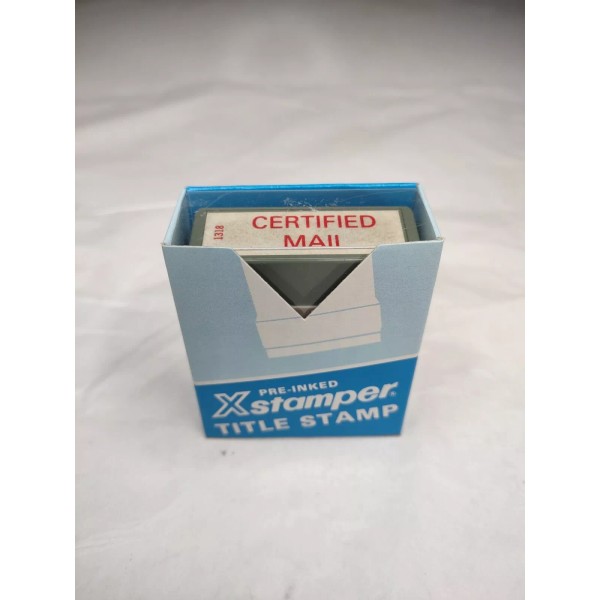 CERTIFIED
MAIL
1318
PRE-INKED
Xstamper®
TITLE STAMP